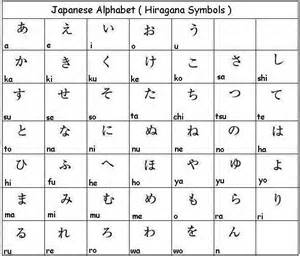 Japanese Alphabet ( Hiragana Symbols )
あ え い お う
a e i o u
か き く け こ さ し
ka ki ku ke ko sa shi
す せ そ た ち つ て
su se so ta chi tsu te
と な に ぬ ね の は
to na ni nu ne no ha
ひ ふ へ ほ や ゆ よ
hi fu he ho ya yu yo
ま み む め も ら り
ma mi mu me mo ra ri
る れ ろ わ を ん
ru re ro wa o n